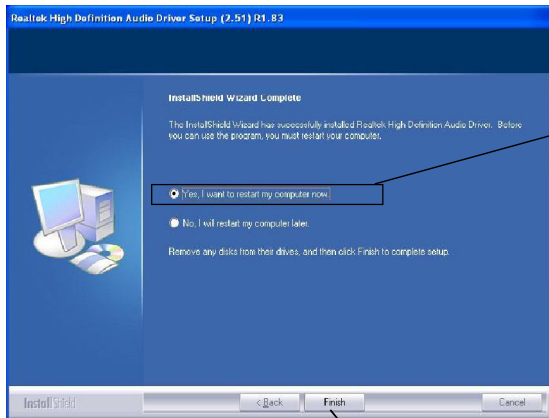 Realtek High Definition Audio Driver Setup (2.51) R1.83
InstallShield Wizard Complete
The InstallShield Wizard has successfully installed Realtek High Definition Audio Driver. Before
you can use the program, you must restart your computer.
Yes, I want to restart my computer now.
No, I will restart my computer later.
Remove any disks from their drives, and then click Finish to complete setup.
InstallShield
< Back
Finish
Cancel